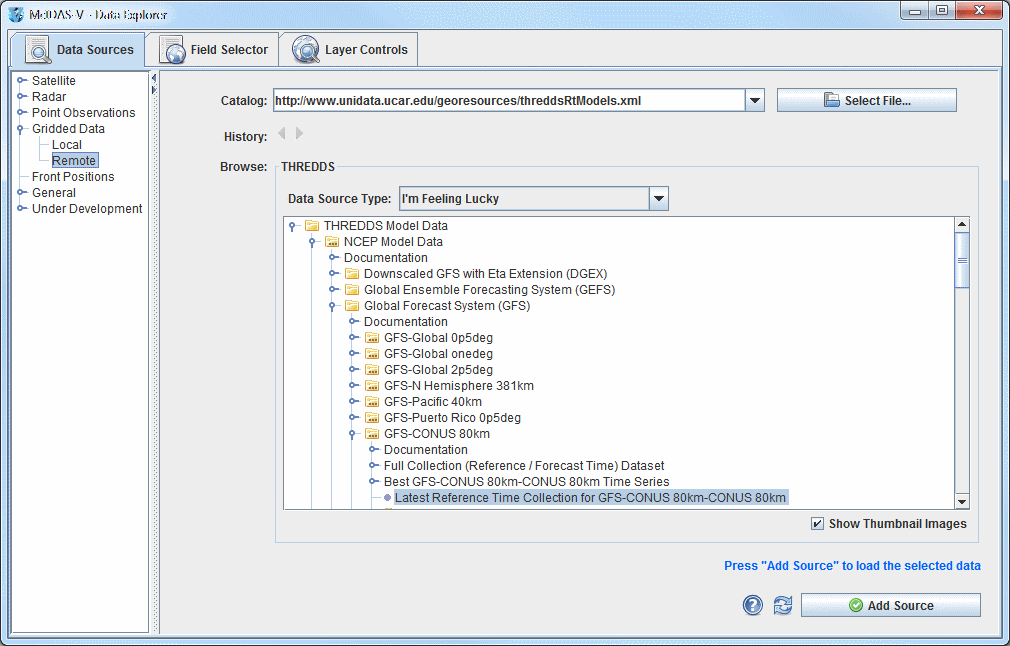 McIDAS-V - Data Explorer
Data Sources
Field Selector
Layer Controls
Satellite
Radar
Point Observations
Gridded Data
Local
Remote
Front Positions
General
Under Development
Catalog: http://www.unidata.ucar.edu/georesources/threddsRtModels.xml Select File...
History:
Browse: THREDDS
Data Source Type: I'm Feeling Lucky
THREDDS Model Data
NCEP Model Data
Documentation
Downscaled GFS with Eta Extension (DGEX)
Global Ensemble Forecasting System (GEFS)
Global Forecast System (GFS)
Documentation
GFS-Global 0p5deg
GFS-Global onedeg
GFS-Global 2p5deg
GFS-N Hemisphere 381km
GFS-Pacific 40km
GFS-Puerto Rico 0p5deg
GFS-CONUS 80km
Documentation
Full Collection (Reference / Forecast Time) Dataset
Best GFS-CONUS 80km-CONUS 80km Time Series
Latest Reference Time Collection for GFS-CONUS 80km-CONUS 80km
Show Thumbnail Images
Press "Add Source" to load the selected data
Add Source